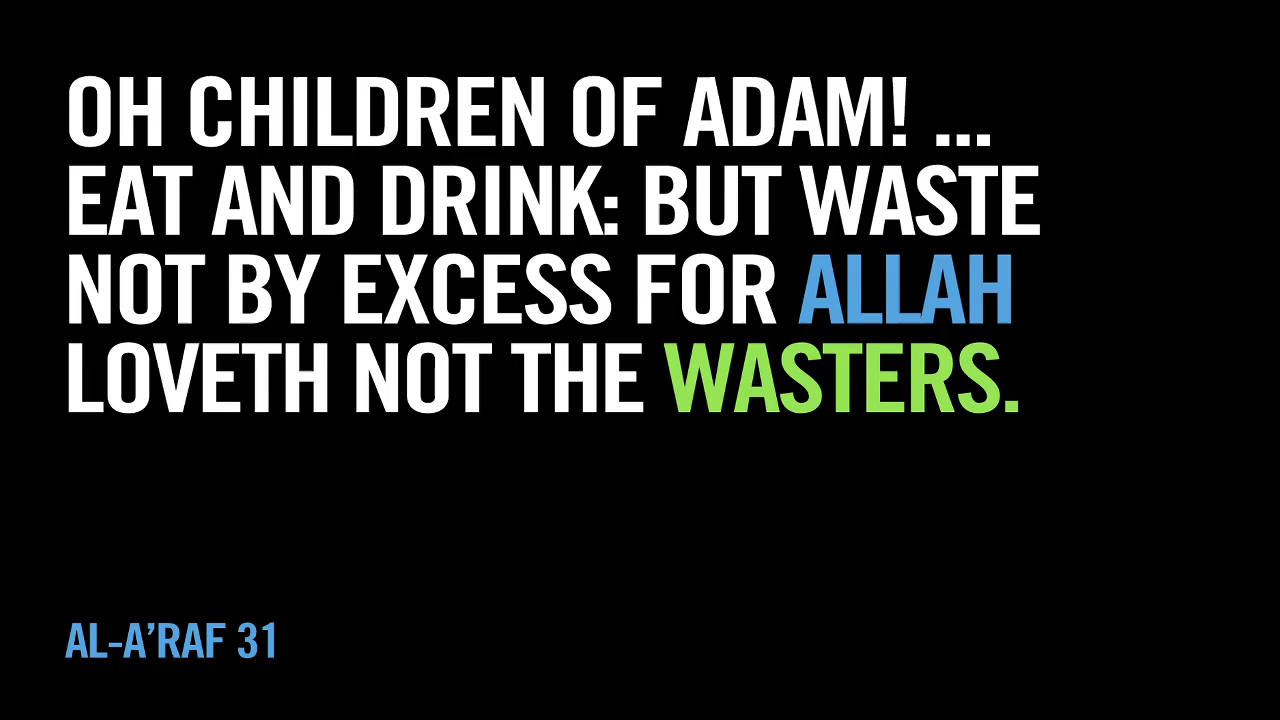 OH CHILDREN OF ADAM! ...
EAT AND DRINK: BUT WASTE
NOT BY EXCESS FOR ALLAH
LOVETH NOT THE WASTERS.
AL-A’RAF 31